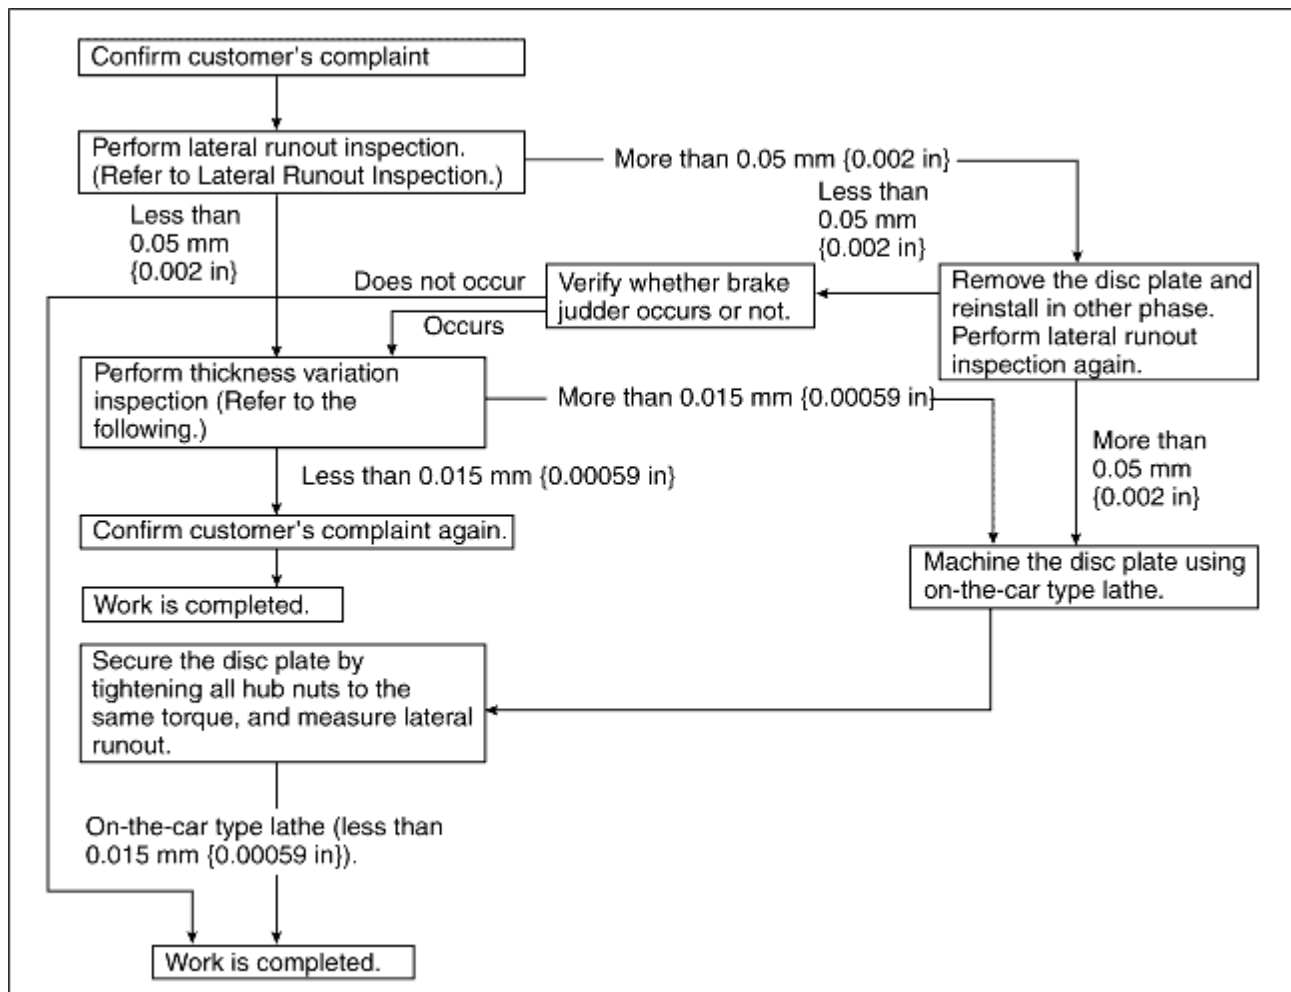 Confirm customer's complaint
Perform lateral runout inspection.
(Refer to Lateral Runout Inspection.)
More than 0.05 mm {0.002 in}
Less than
0.05 mm
{0.002 in}
Less than
0.05 mm
{0.002 in}
Does not occur
Verify whether brake
judder occurs or not.
Remove the disc plate and
reinstall in other phase.
Perform lateral runout
inspection again.
Occurs
Perform thickness variation
inspection (Refer to the
following.)
More than 0.015 mm {0.00059 in}
More than
0.05 mm
{0.002 in}
Less than 0.015 mm {0.00059 in}
Confirm customer's complaint again.
Machine the disc plate using
on-the-car type lathe.
Work is completed.
Secure the disc plate by
tightening all hub nuts to the
same torque, and measure lateral
runout.
On-the-car type lathe (less than
0.015 mm {0.00059 in}).
Work is completed.